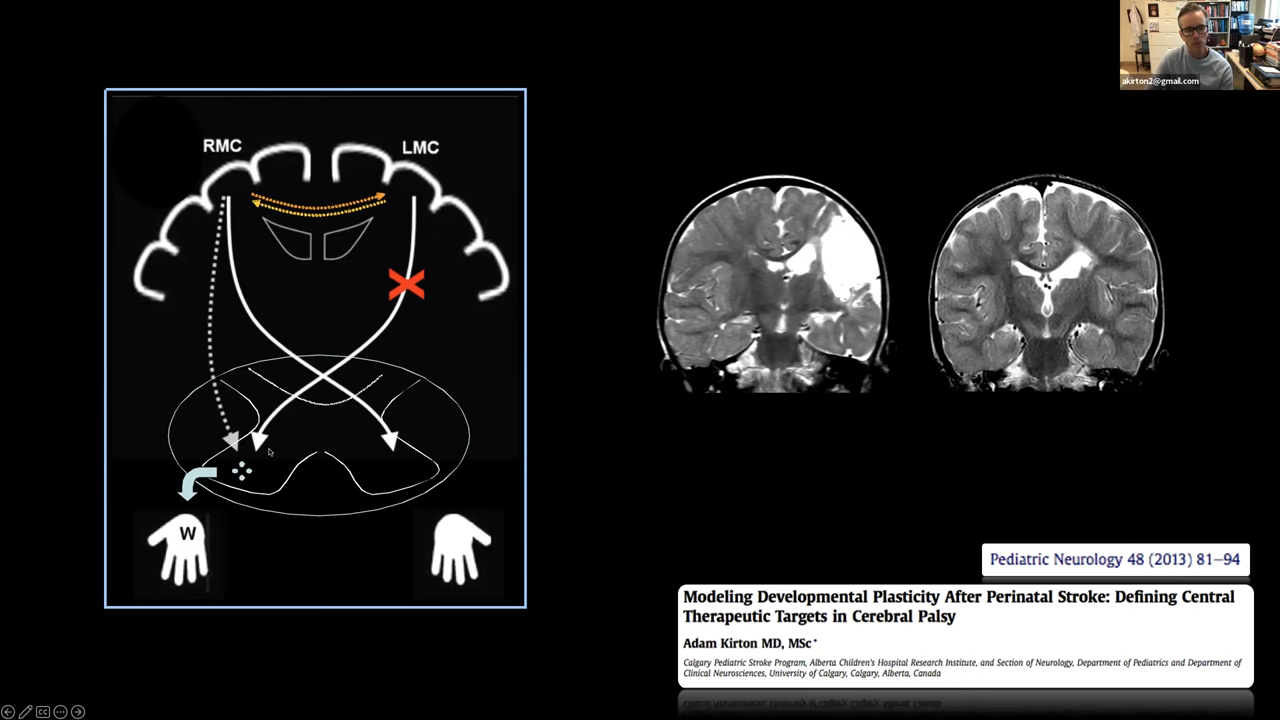 akirton2@gmail.com
RMC
LMC
W
Pediatric Neurology 48 (2013) 81–94
Modeling Developmental Plasticity After Perinatal Stroke: Defining Central
Therapeutic Targets in Cerebral Palsy
Adam Kirton MD, MSc*
Calgary Pediatric Stroke Program, Alberta Children's Hospital Research Institute, and Section of Neurology, Department of Pediatrics and Department of
Clinical Neurosciences, University of Calgary, Calgary, Alberta, Canada
CC